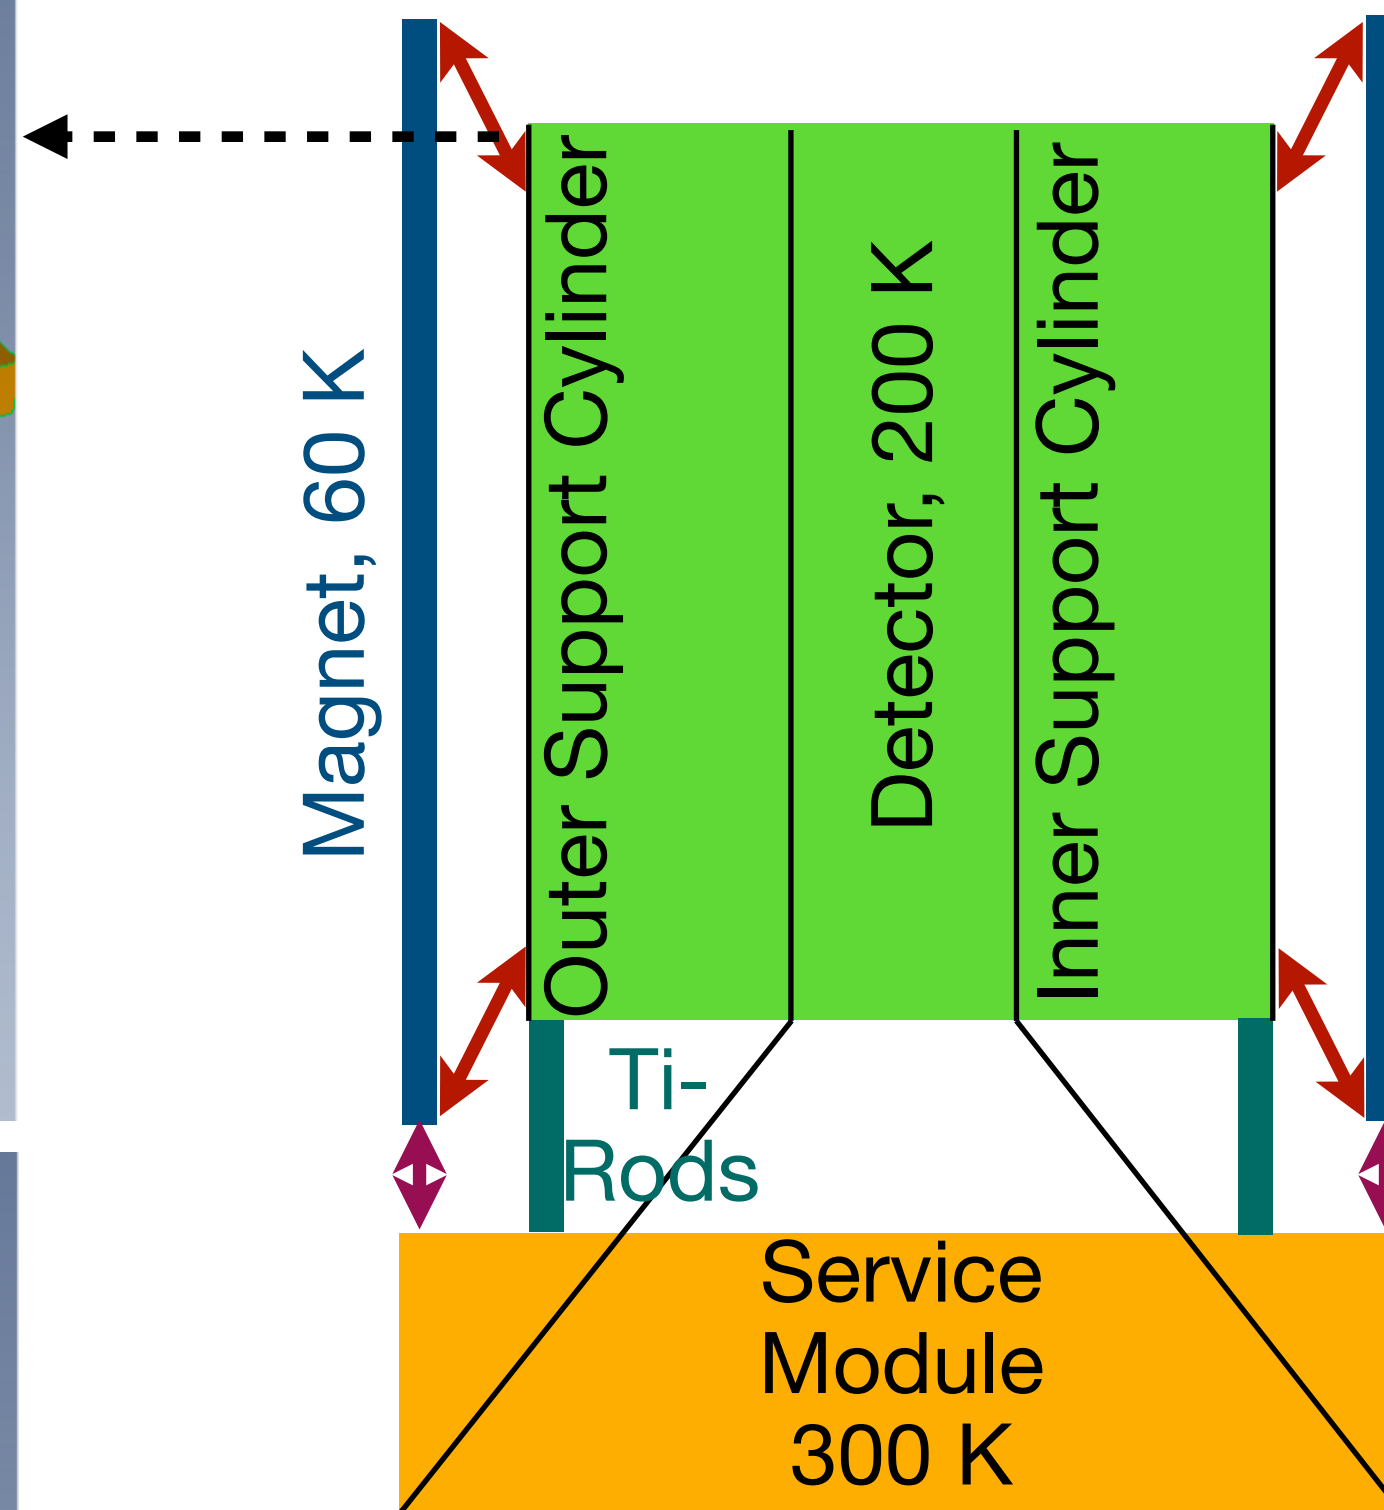 Magnet, 60 K
Outer Support Cylinder
Detector, 200 K
Inner Support Cylinder
Ti-
Rods
Service
Module
300 K